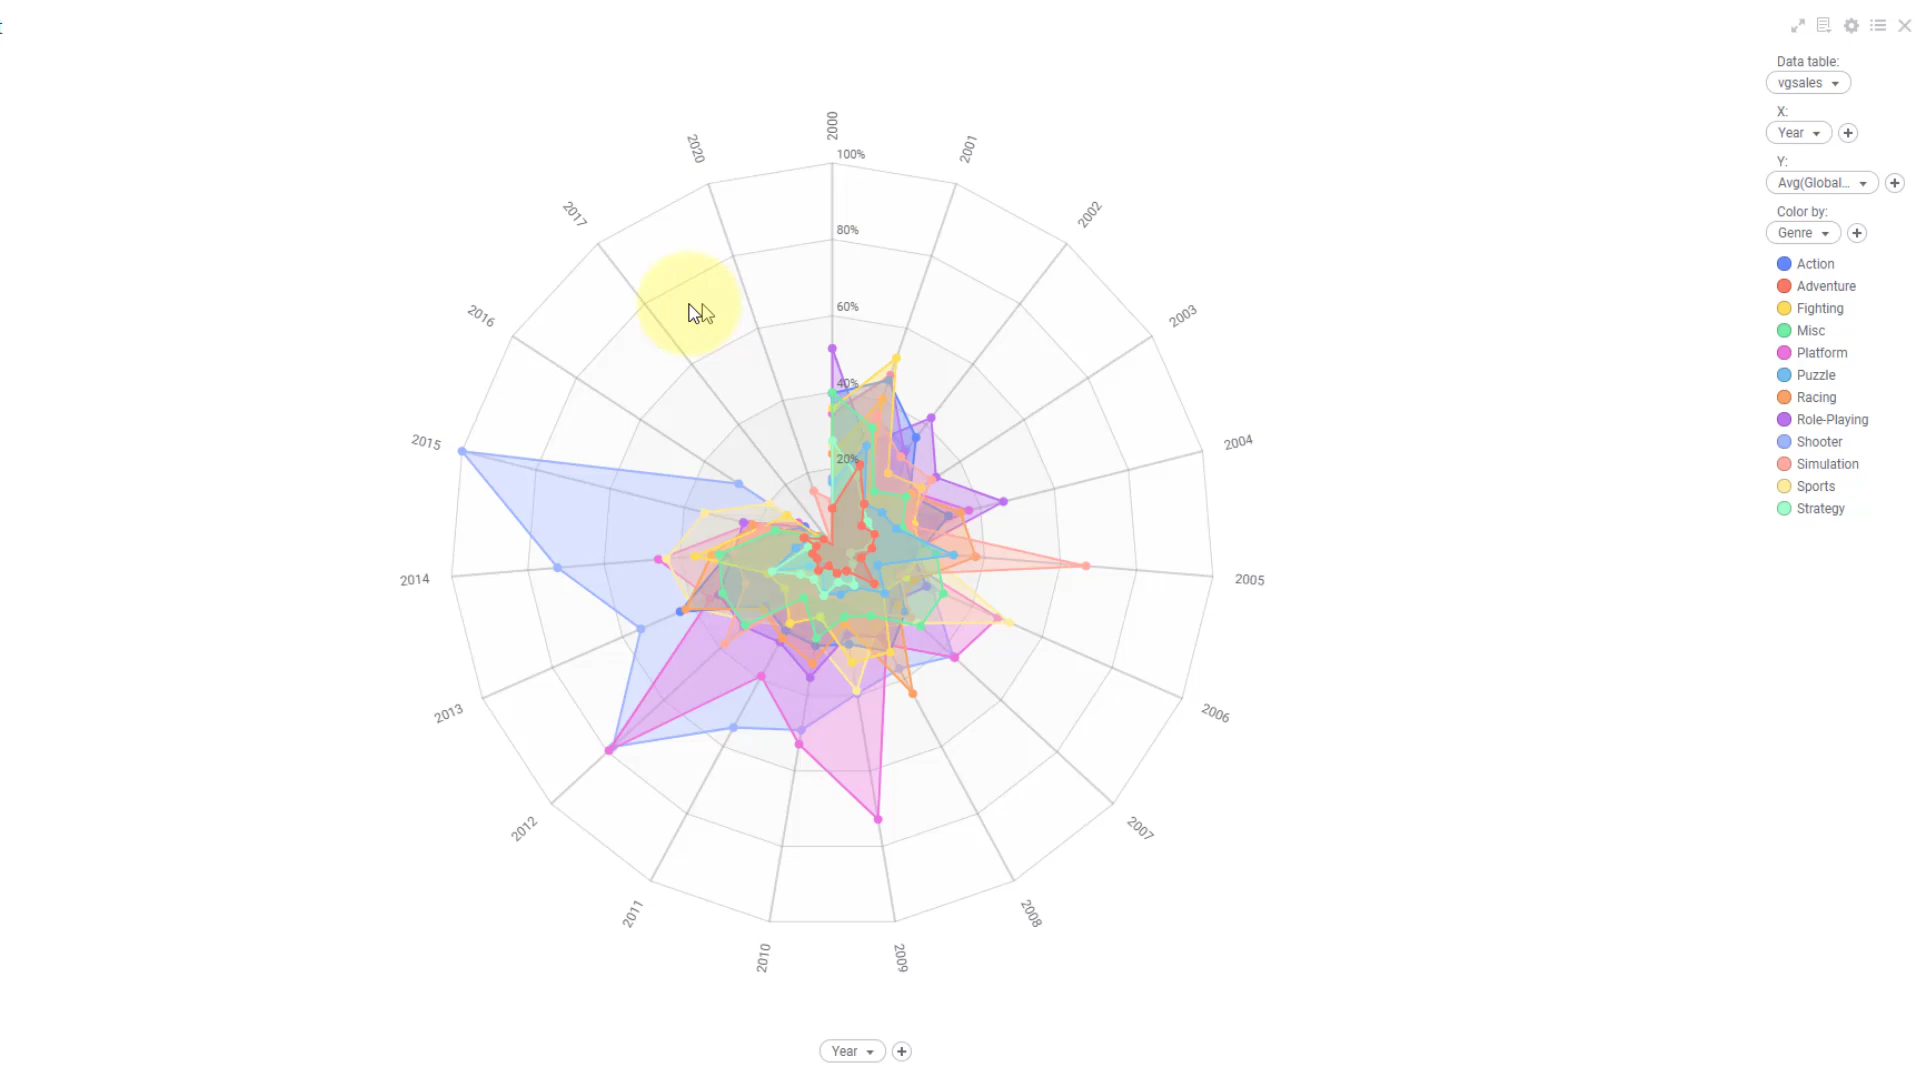 Data table:
vgsales
X:
Year
Y:
Avg(Global...
Color by:
Genre
Action
Adventure
Fighting
Misc
Platform
Puzzle
Racing
Role-Playing
Shooter
Simulation
Sports
Strategy
2000
100%
80%
60%
40%
20%
2001
2002
2003
2004
2005
2006
2007
2008
2009
2010
2011
2012
2013
2014
2015
2016
2017
2020
Year